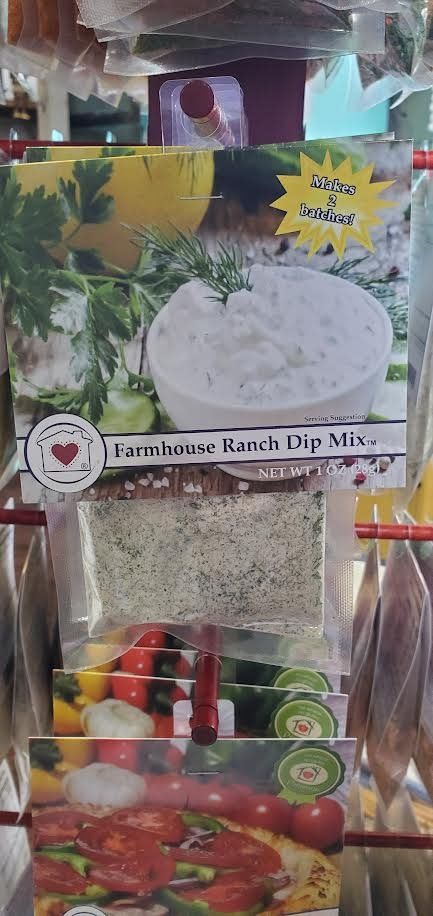 Makes
2
batches!
Serving Suggestion
Farmhouse Ranch Dip Mix™
®
NET WT 1 OZ (28g)